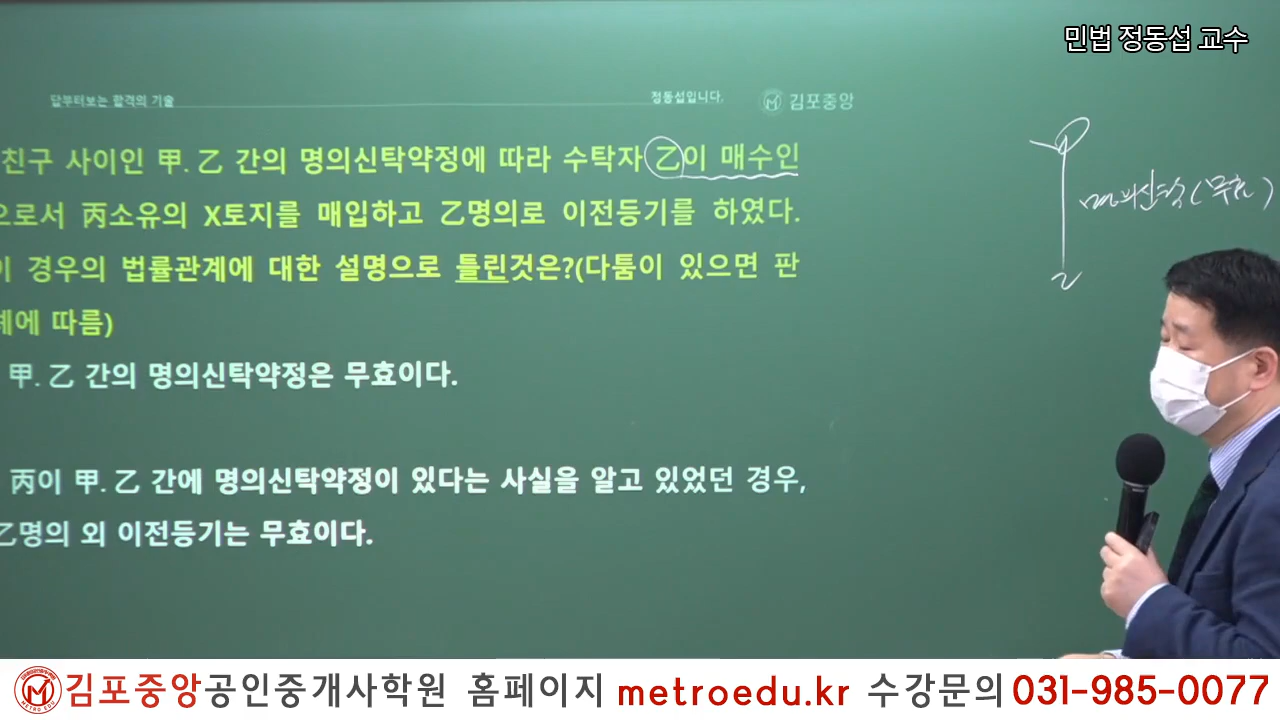 민법 정동섭 교수
답부터보는 합격의 기술
정동섭입니다.
김포중앙
친구 사이인 甲.乙 간의 명의신탁약정에 따라 수탁자 乙이 매수인
으로서 丙소유의 X토지를 매입하고 乙명의로 이전등기를 하였다.
이 경우의 법률관계에 대한 설명으로 틀린것은?(다툼이 있으면 판
례에 따름)
甲.乙 간의 명의신탁약정은 무효이다.
丙이 甲.乙 간에 명의신탁약정이 있다는 사실을 알고 있었던 경우,
乙명의 외 이전등기는 무효이다.
명의신탁(무효)
乙
김포중앙공인중개사학원 홈페이지 metroedu.kr 수강문의 031-985-0077
METRO EDU